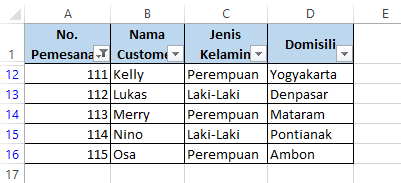 A B C D E
1 No. Pemesana Nama Custome Jenis Kelamin Domisili
12 111 Kelly Perempuan Yogyakarta
13 112 Lukas Laki-Laki Denpasar
14 113 Merry Perempuan Mataram
15 114 Nino Laki-Laki Pontianak
16 115 Osa Perempuan Ambon
17